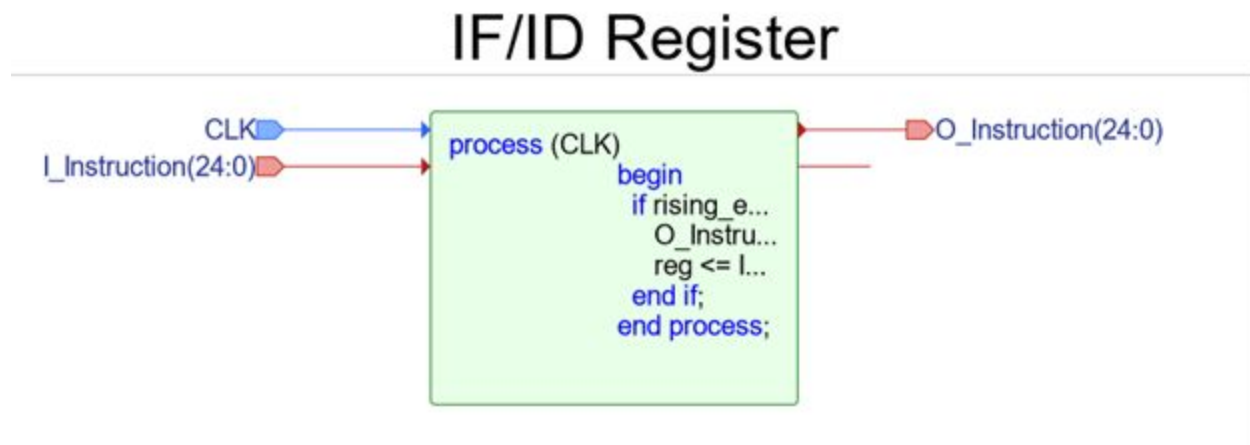 IF/ID Register
CLK
I_Instruction(24:0)
process (CLK)
begin
if rising_e...
O_Instru...
reg <= I...
end if;
end process;
O_Instruction(24:0)